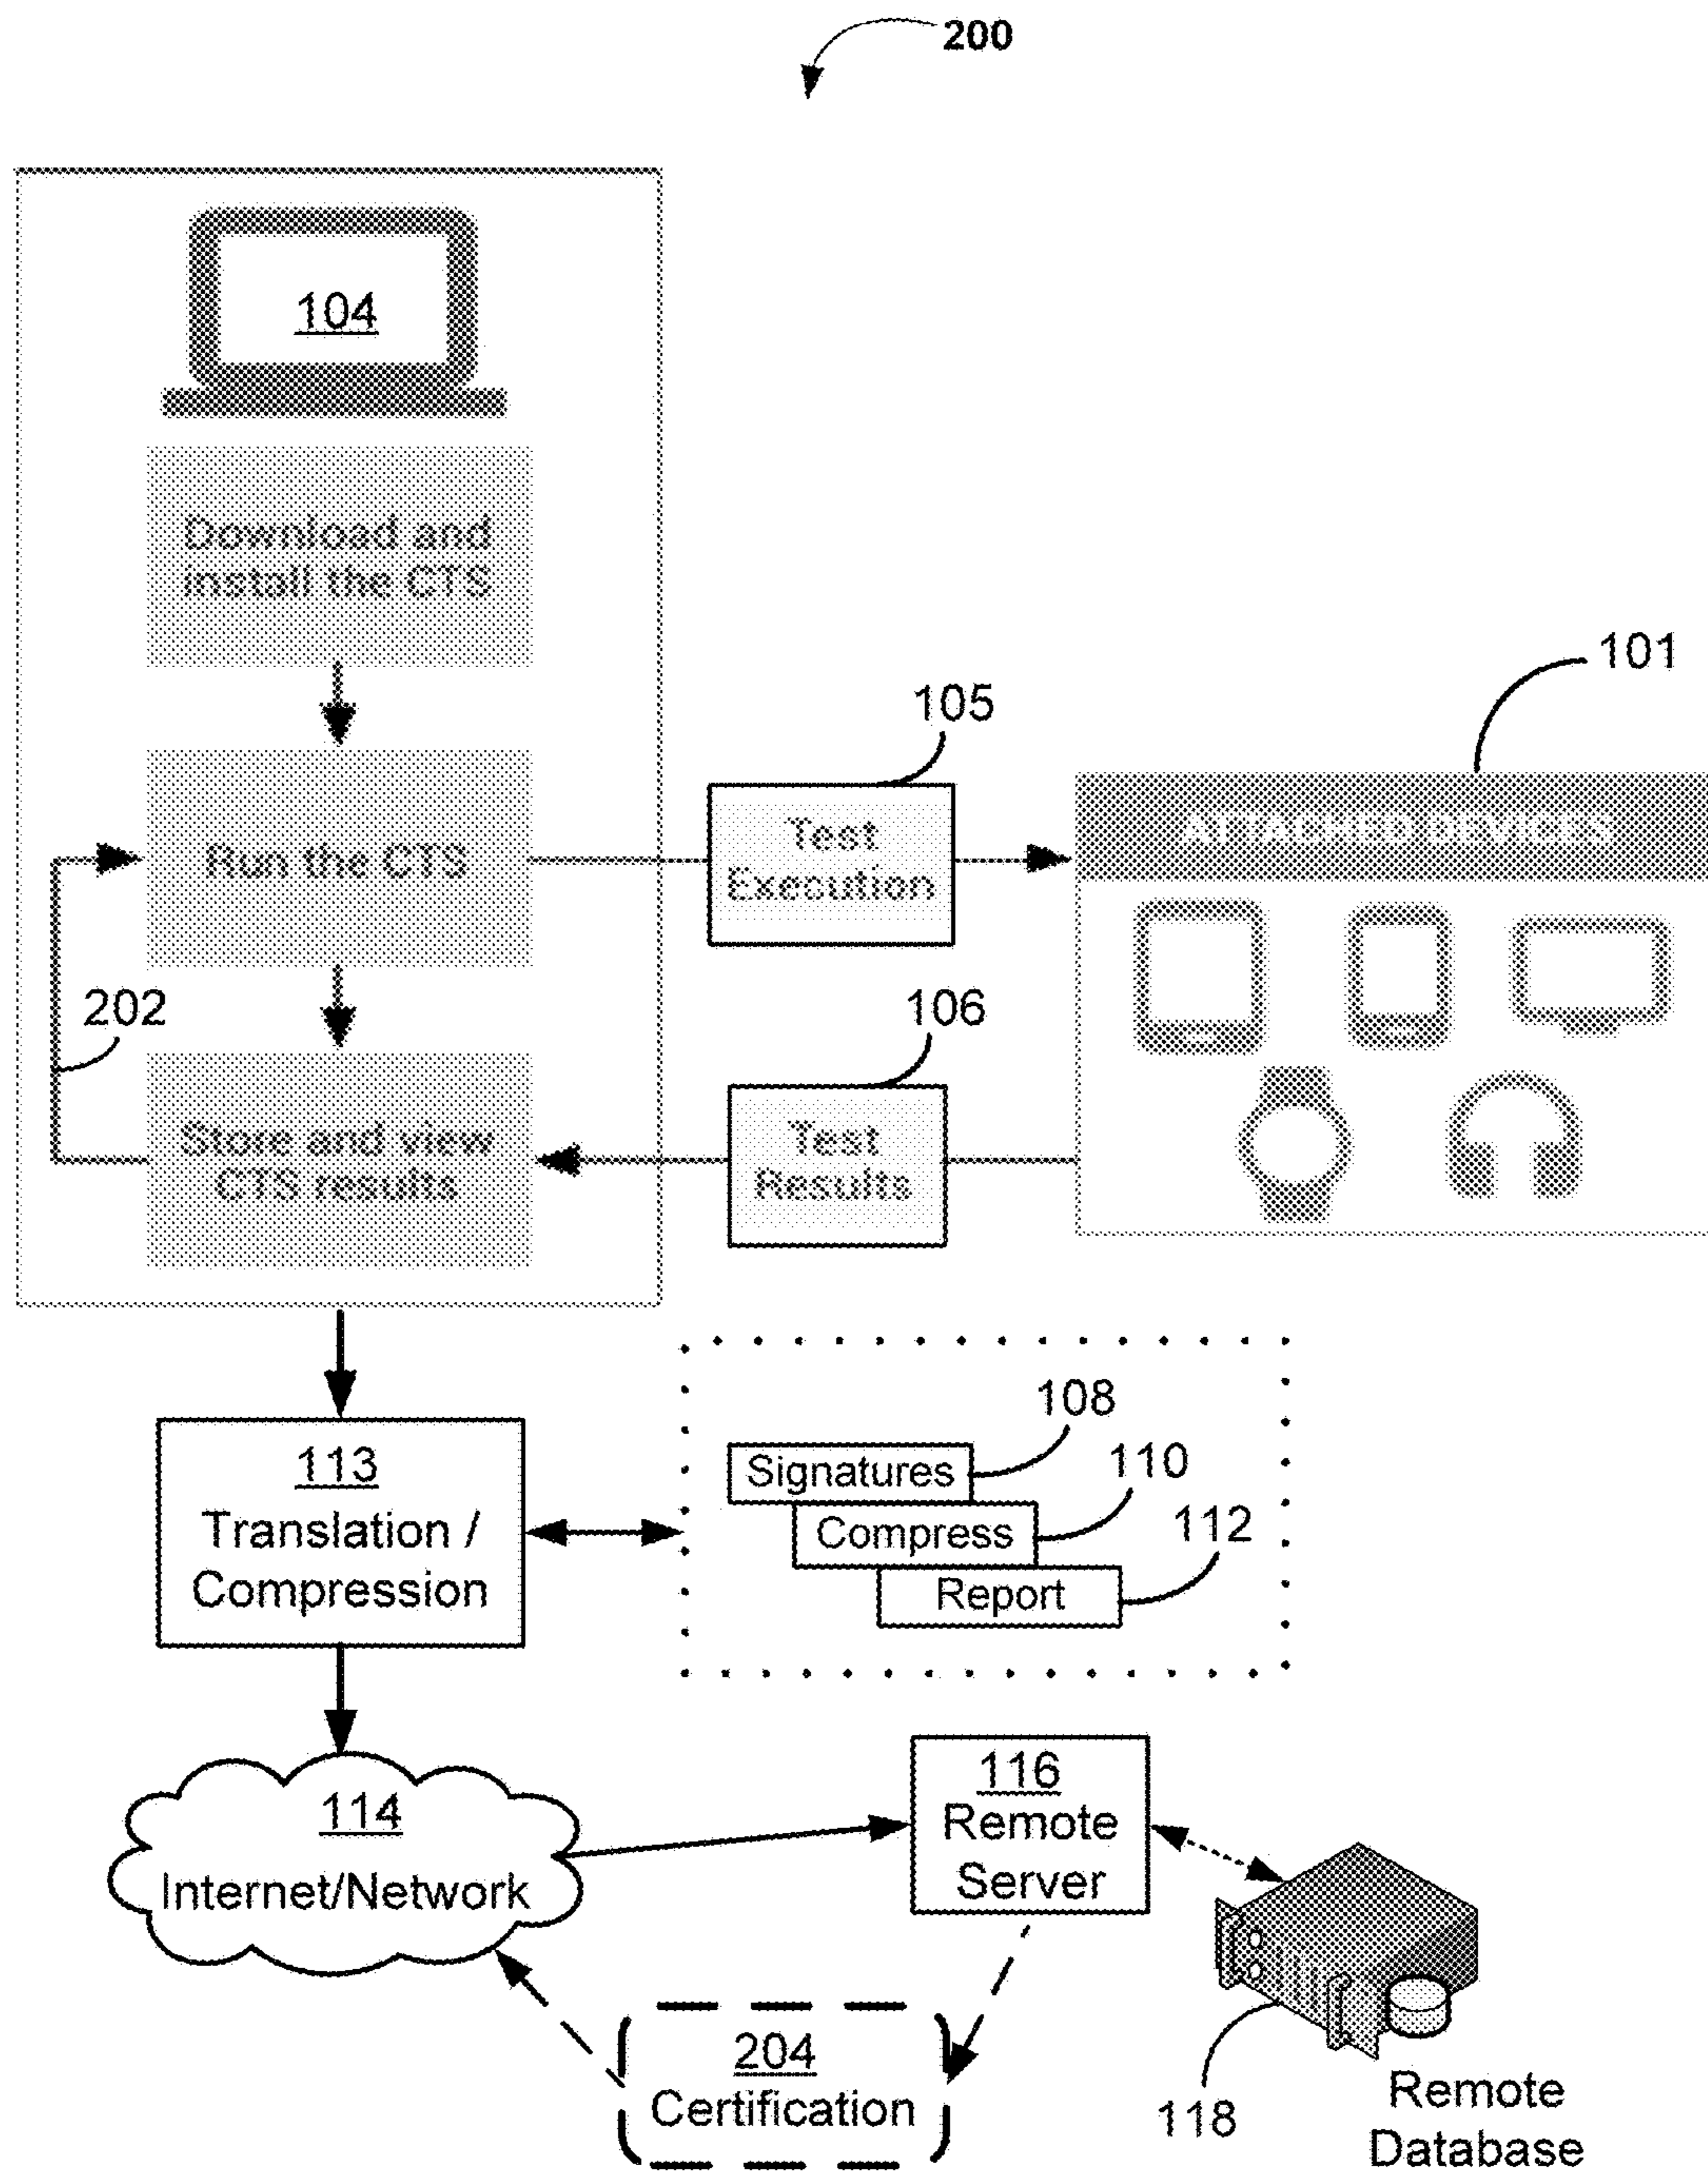 200
104
Download and
install the CTS
101
105
Test
Execution
ATTACHED DEVICES
Run the CTS
202
106
Store and view
CTS results
Test
Results
108
113
Signatures
110
Translation /
Compression
Compress
112
Report
114
Internet/Network
116
Remote
Server
204
Certification
118
Remote
Database